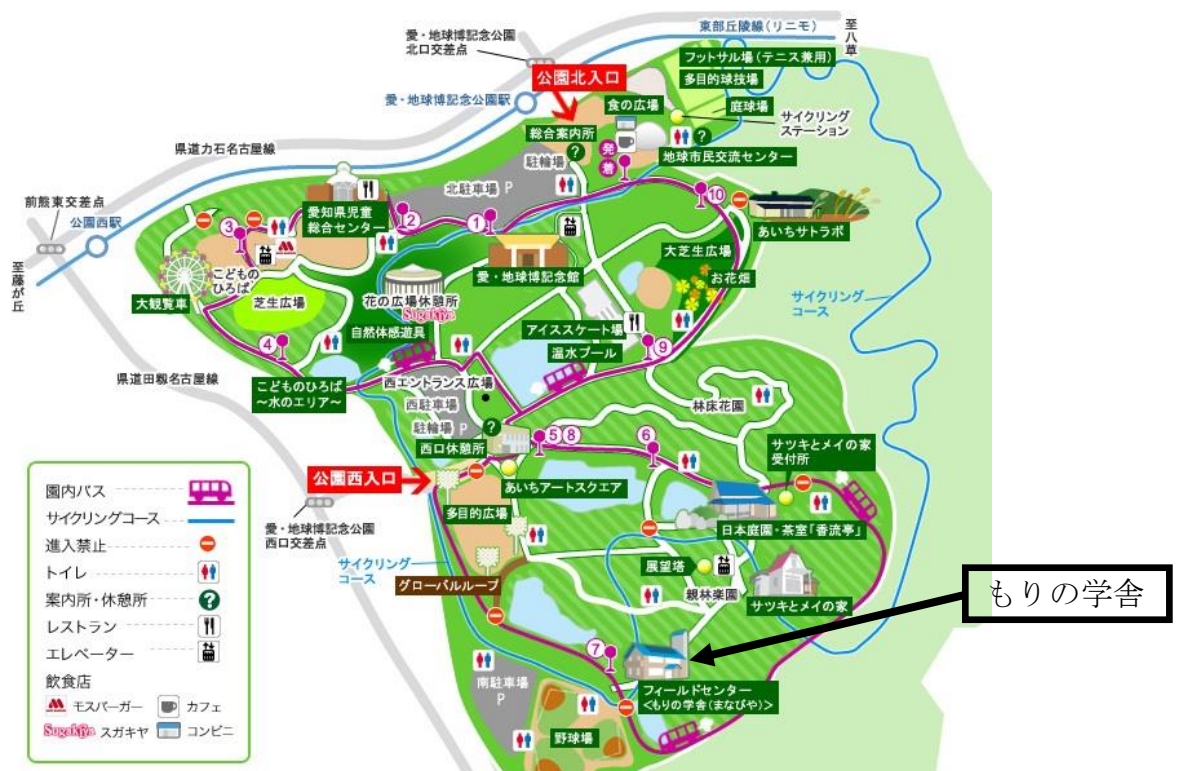 東部丘陵線（リニモ）
至八草
愛・地球博記念公園
北口交差点
フットサル場（テニス兼用）
多目的球技場
公園北入口
愛・地球博記念公園駅
食の広場
庭球場
サイクリング
ステーション
総合案内所
?
発
着
?
地球市民交流センター
県道力石名古屋線
駐輪場
北駐車場 P
前熊東交差点
公園西駅
愛知県児童
総合センター
②
①
⑩
③
あいちサトラボ
至藤が丘
こどもの
ひろば
愛・地球博記念館
大芝生広場
お花畑
大観覧車
芝生広場
花の広場休憩所
Sugakiya
サイクリング
コース
自然体感遊具
アイススケート場
温水プール
④
⑨
県道田籾名古屋線
こどものひろば
～水のエリア～
西エントランス広場
西駐車場
駐輪場 P
?
林床花園
西口休憩所
⑤⑧
⑥
サツキとメイの家
受付所
公園西入口
あいちアートスクエア
多目的広場
日本庭園・茶室「香流亭」
愛・地球博記念公園
西口交差点
サイクリング
コース
展望塔
グローバルループ
親林楽園
サツキとメイの家
もりの学舎
⑦
南駐車場
P
フィールドセンター
<もりの学舎(まなびや)>
野球場
園内バス
サイクリングコース
進入禁止
トイレ
案内所・休憩所
?
レストラン
エレベーター
飲食店
モスバーガー
カフェ
Sugakiya スガキヤ
コンビニ